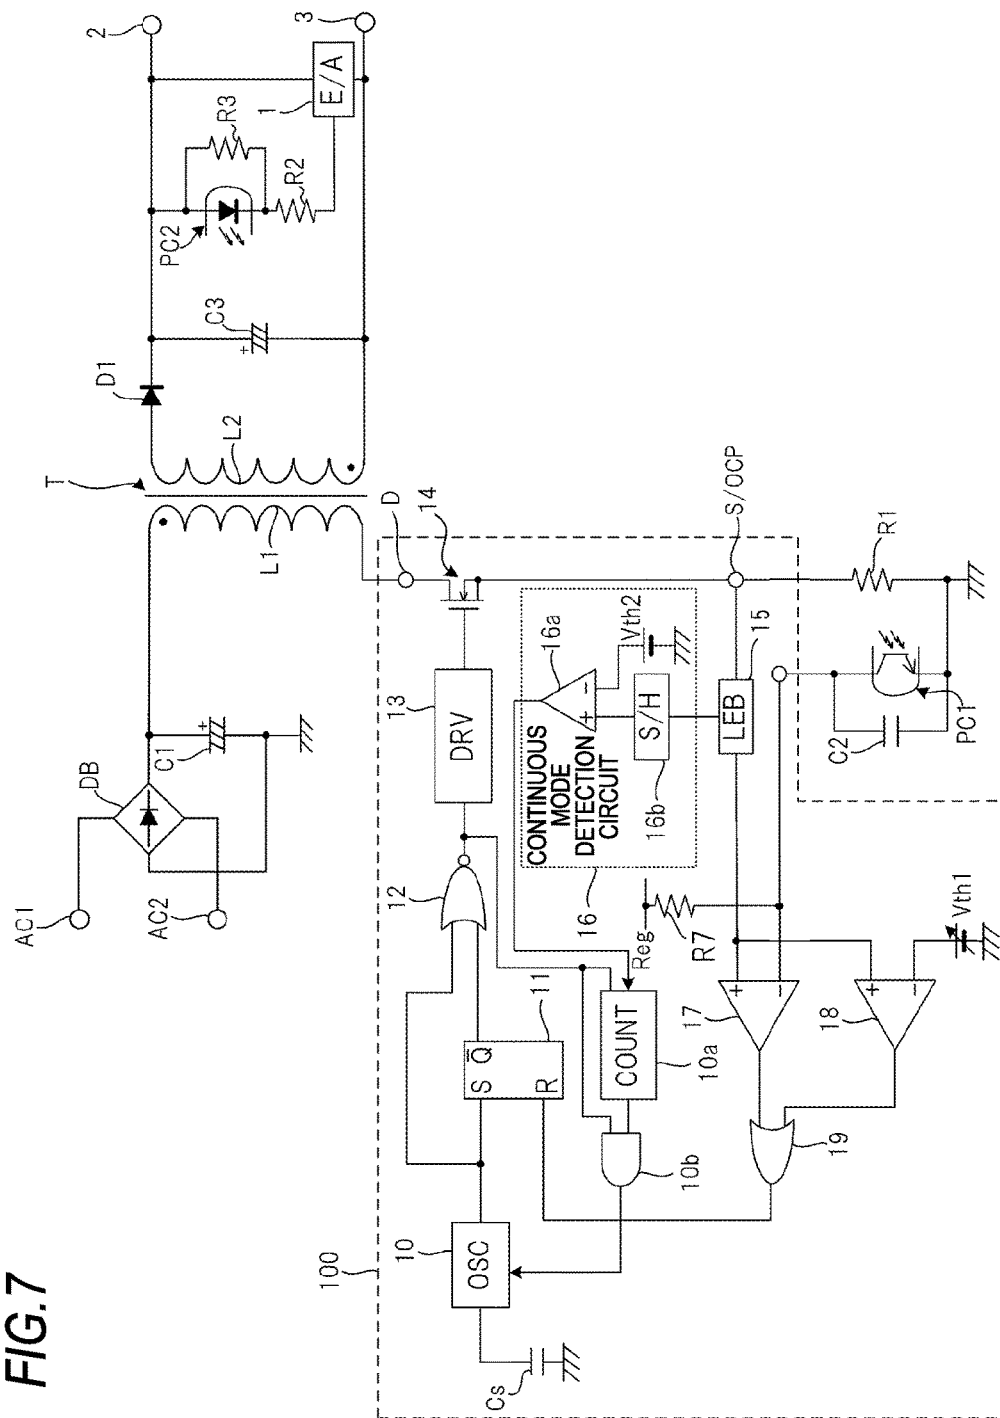 FIG.7
AC1
AC2
DB
C1
+
T
L1
L2
D1
C3
+
PC2
R3
R2
1
E/A
2
3
100
10
OSC
Cs
S
Q̅
R
11
12
13
DRV
14
D
S/OCP
R1
CONTINUOUS
MODE
DETECTION
CIRCUIT
16
16a
+
-
Vth2
S/H
16b
15
LEB
COUNT
10a
10b
Reg
R7
17
+
-
18
+
-
Vth1
19
C2
PC1